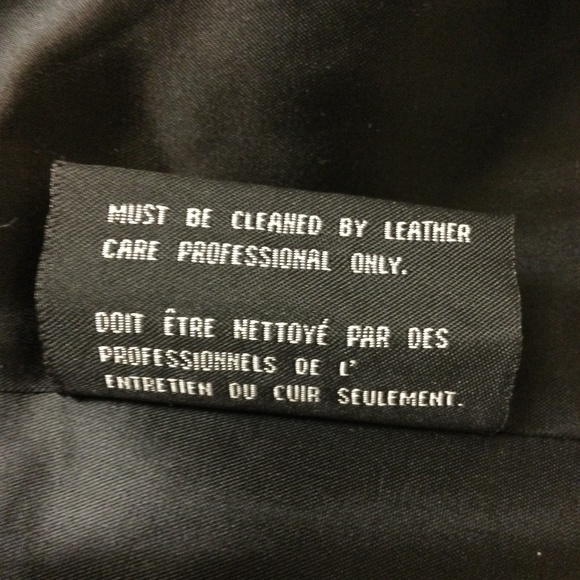 MUST BE CLEANED BY LEATHER
CARE PROFESSIONAL ONLY.
DOIT ÊTRE NETTOYÉ PAR DES
PROFESSIONNELS DE L'
ENTRETIEN DU CUIR SEULEMENT.